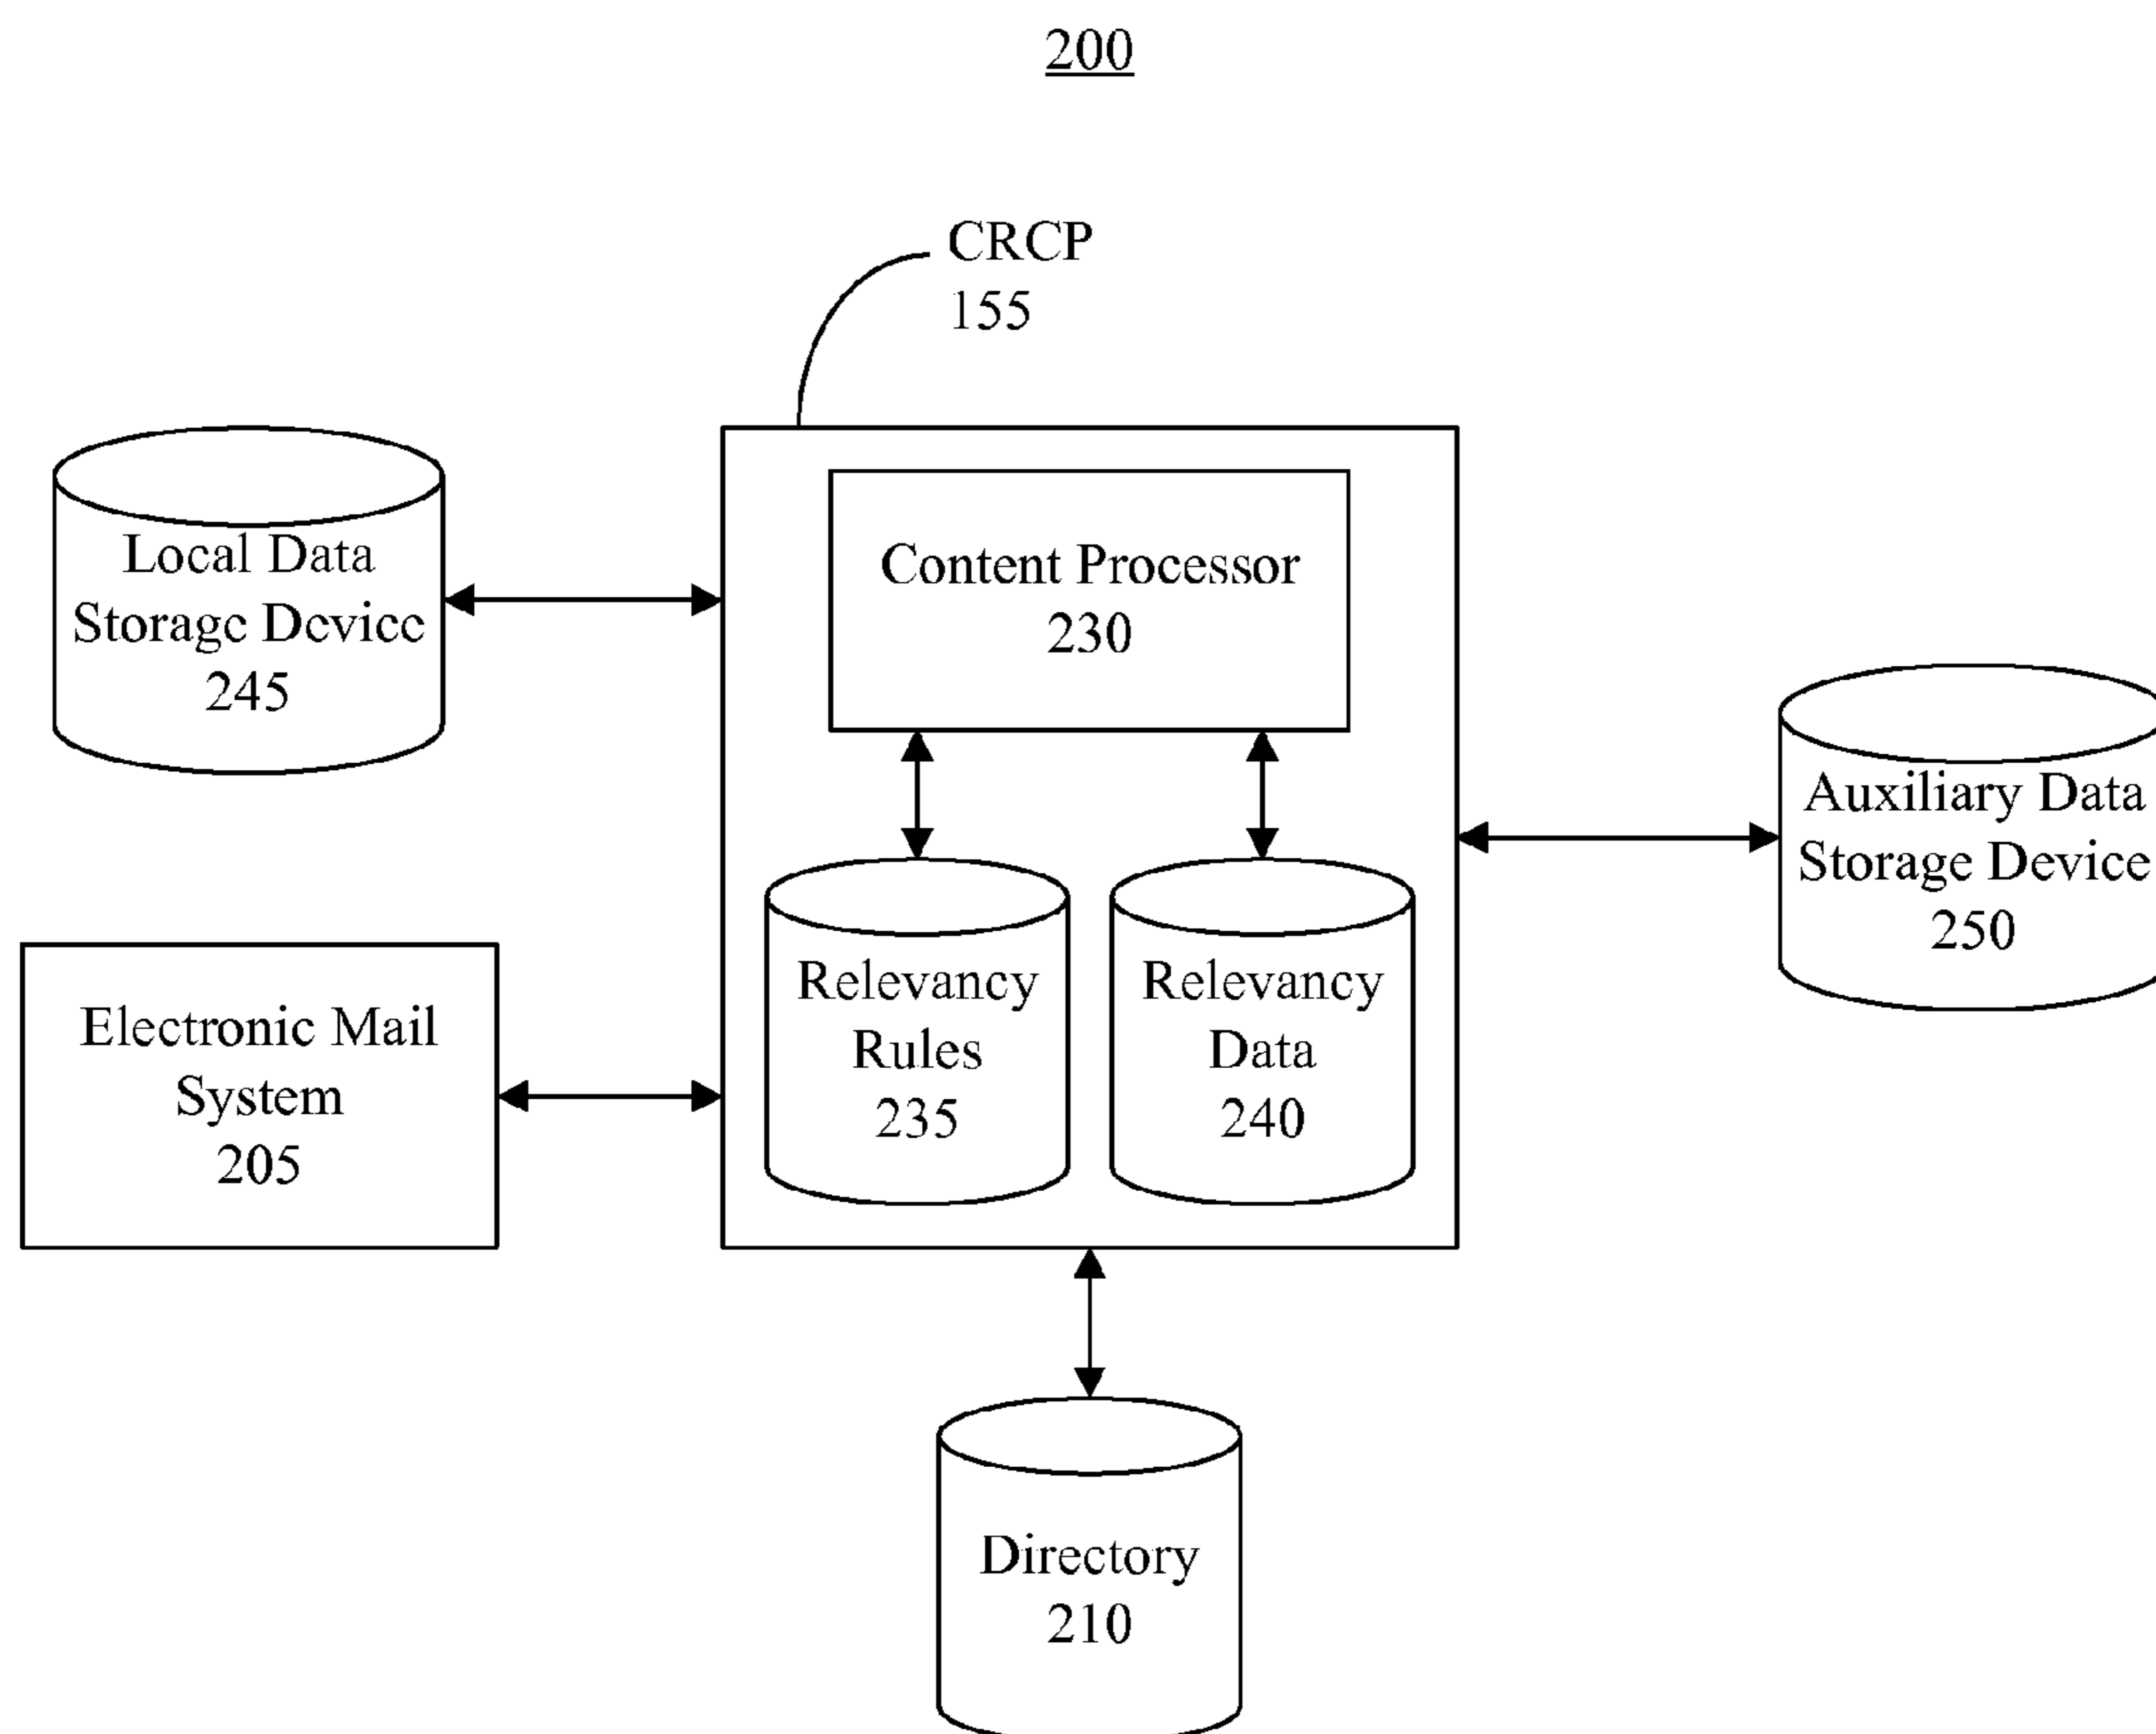 200
CRCP
155
Local Data
Storage Device
245
Content Processor
230
Auxiliary Data
Storage Device
250
Relevancy
Rules
235
Relevancy
Data
240
Electronic Mail
System
205
Directory
210